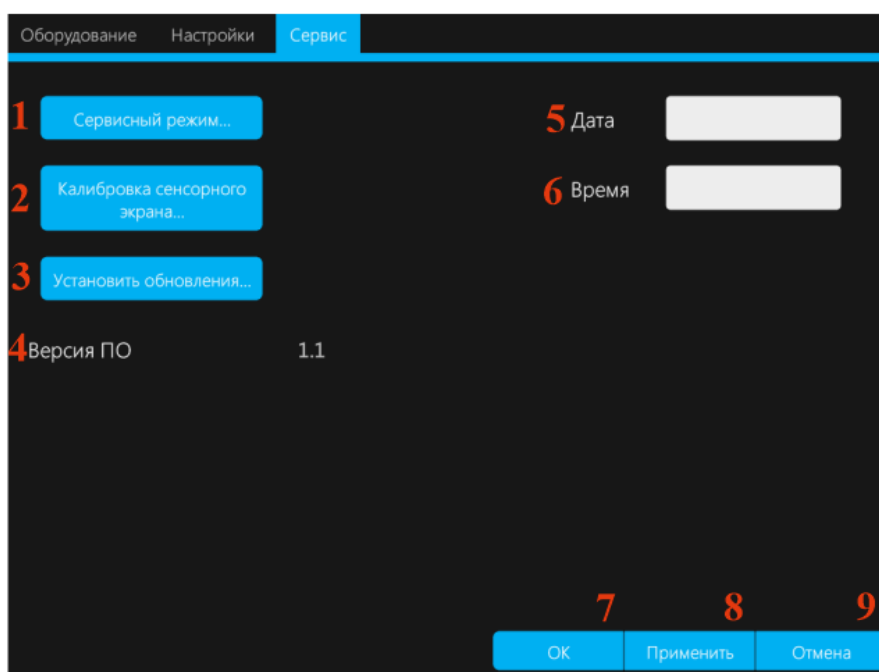 Оборудование Настройки Сервис
1 Сервисный режим...
5 Дата
2 Калибровка сенсорного
экрана...
6 Время
3 Установить обновления...
4 Версия ПО 1.1
7 8 9
ОК Применить Отмена